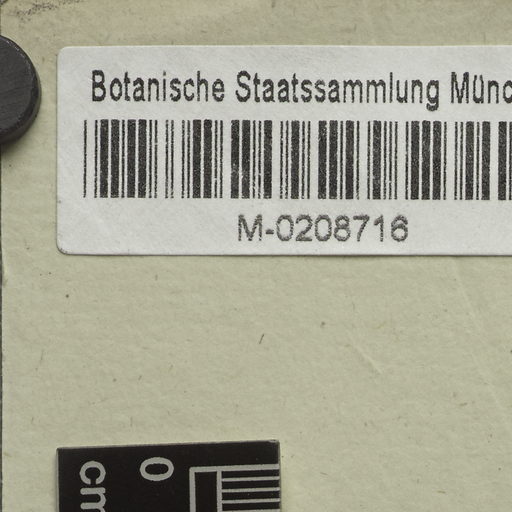 Botanische Staatssammlung Münc
M-0208716
0
cm